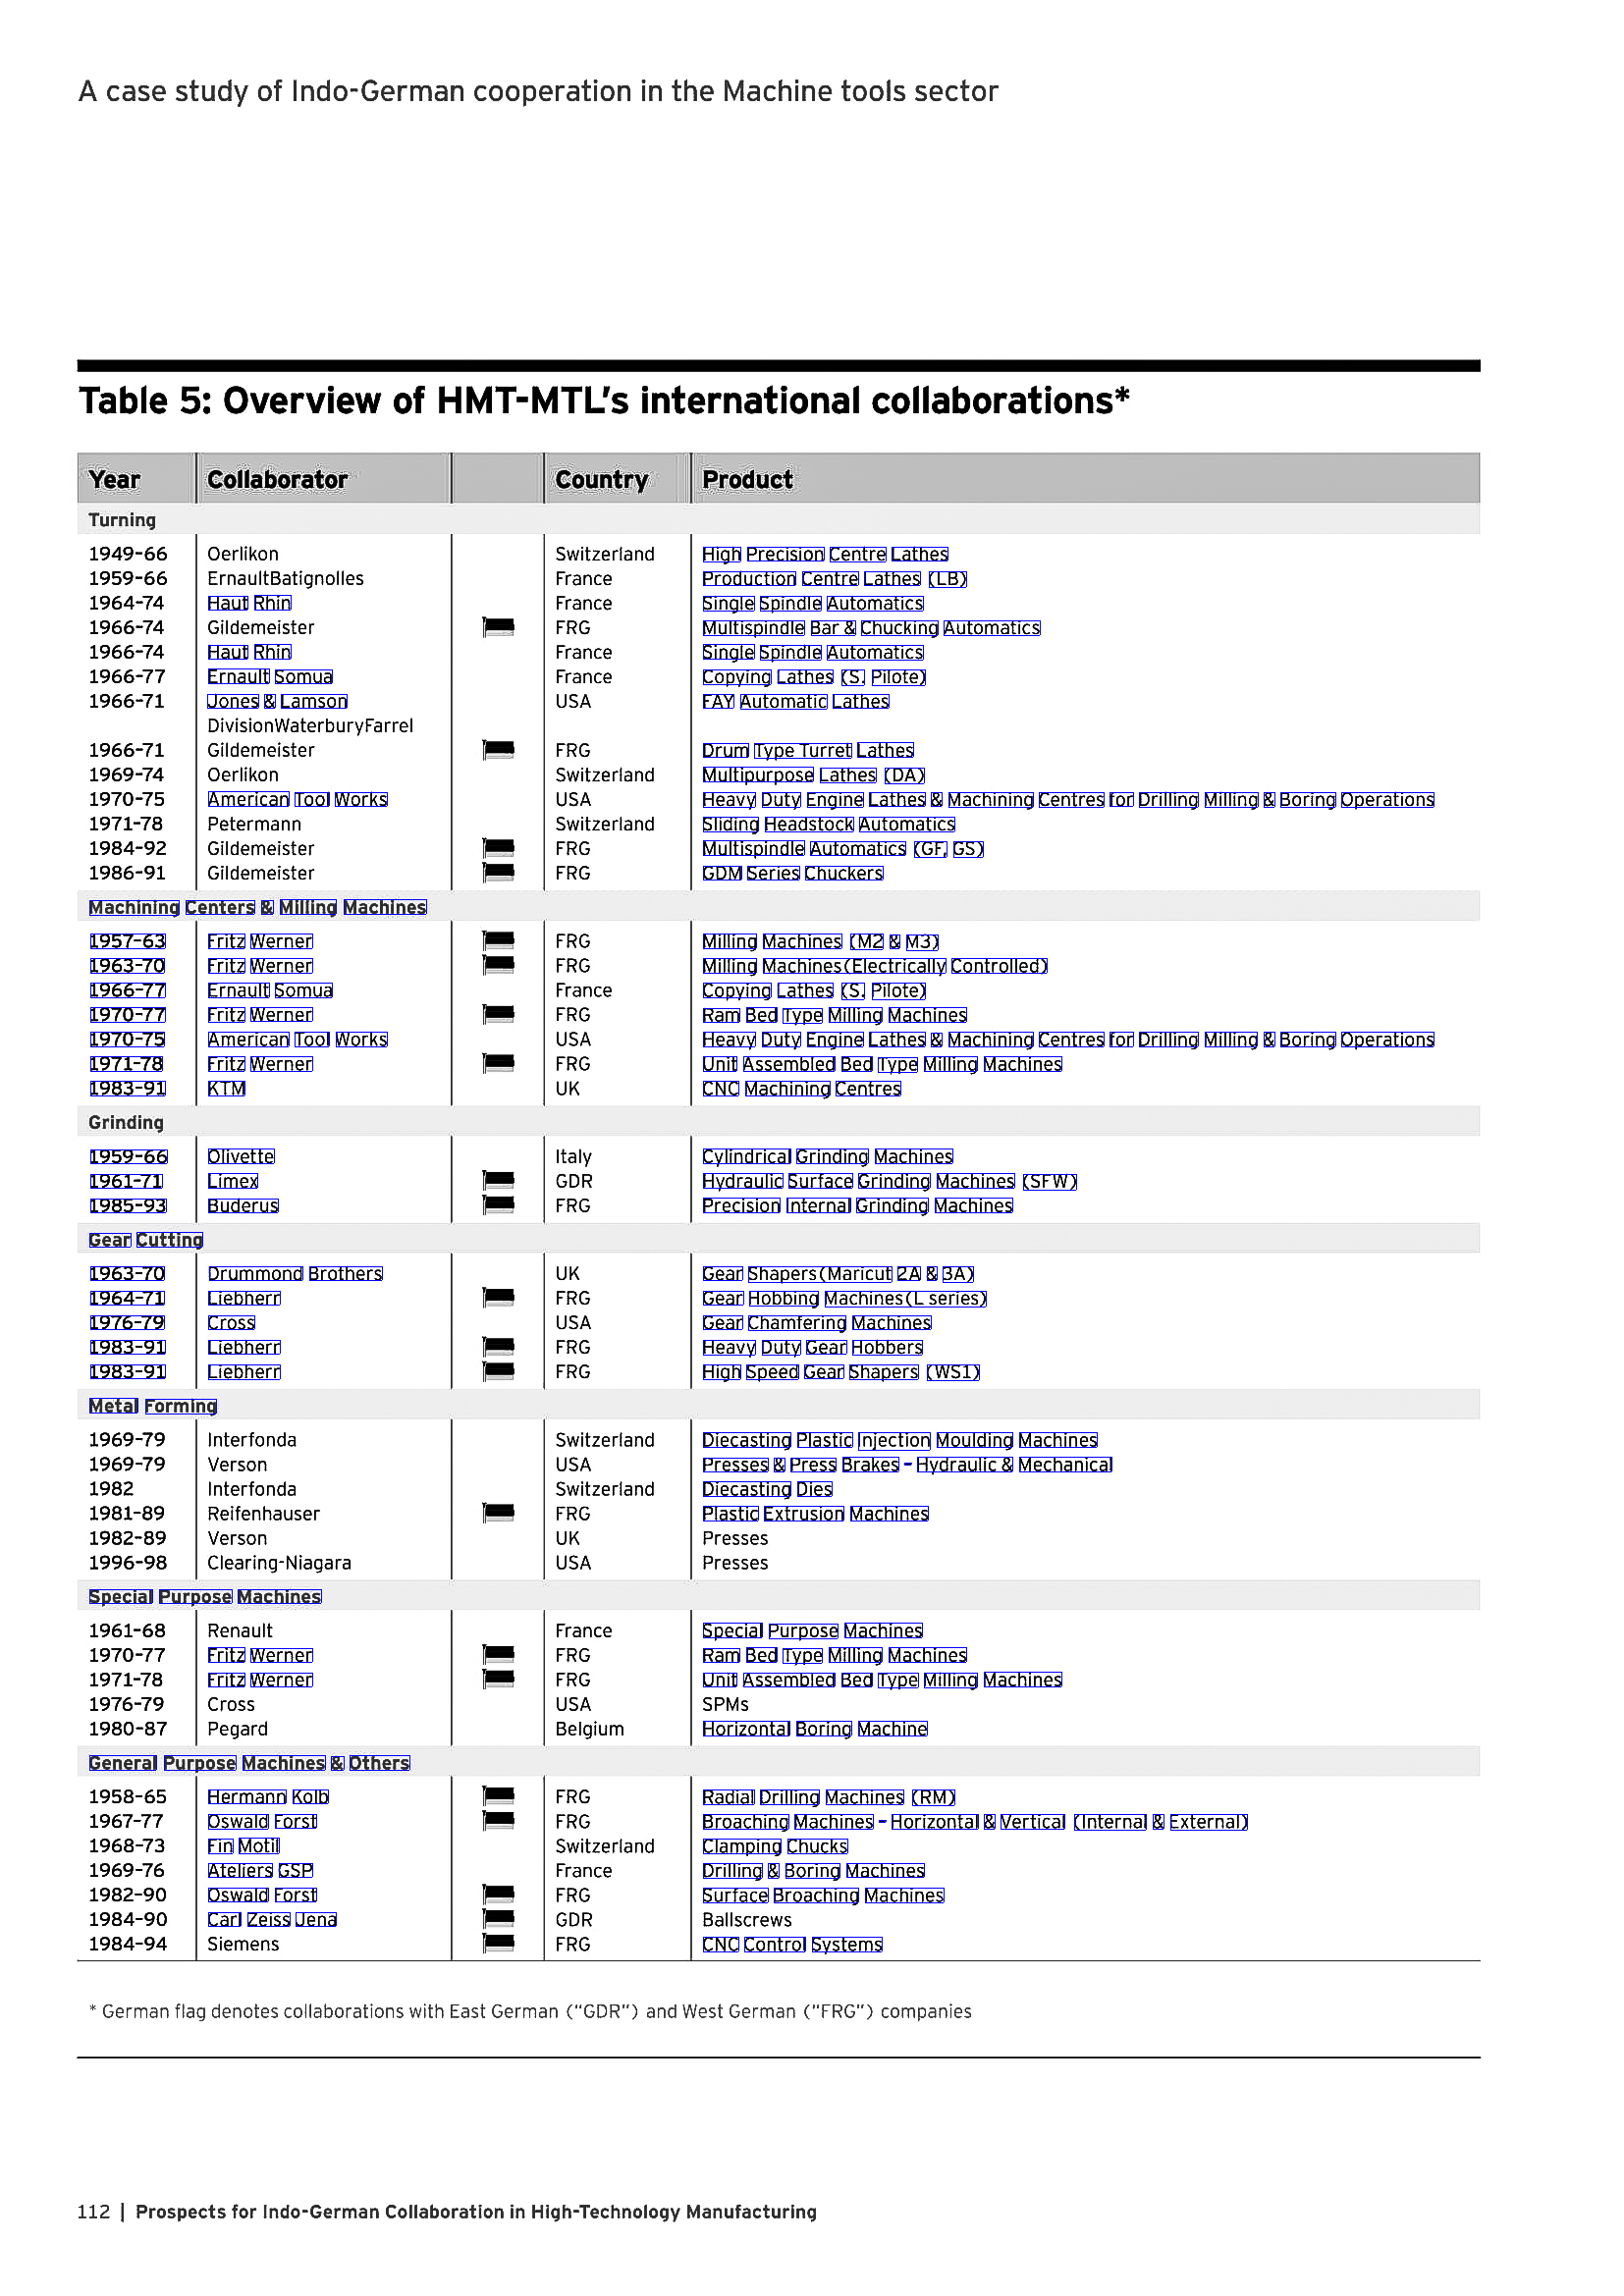 A case study of Indo-German cooperation in the Machine tools sector
Table 5: Overview of HMT-MTL's international collaborations*
Year Collaborator Country Product
Turning
1949-66 Oerlikon Switzerland High Precision Centre Lathes
1959-66 ErnaultBatignolles France Production Centre Lathes (LB)
1964-74 Haut Rhin France Single Spindle Automatics
1966-74 Gildemeister FRG Multispindle Bar & Chucking Automatics
1966-74 Haut Rhin France Single Spindle Automatics
1966-77 Ernault Somua France Copying Lathes (S. Pilote)
1966-71 Jones & Lamson USA FAY Automatic Lathes
DivisionWaterburyFarrel
1966-71 Gildemeister FRG Drum Type Turret Lathes
1969-74 Oerlikon Switzerland Multipurpose Lathes (DA)
1970-75 American Tool Works USA Heavy Duty Engine Lathes & Machining Centres for Drilling Milling & Boring Operations
1971-78 Petermann Switzerland Sliding Headstock Automatics
1984-92 Gildemeister FRG Multispindle Automatics (GF, GS)
1986-91 Gildemeister FRG GDM Series Chuckers
Machining Centers & Milling Machines
1957-63 Fritz Werner FRG Milling Machines (M2 & M3)
1963-70 Fritz Werner FRG Milling Machines(Electrically Controlled)
1966-77 Ernault Somua France Copying Lathes (S. Pilote)
1970-77 Fritz Werner FRG Ram Bed Type Milling Machines
1970-75 American Tool Works USA Heavy Duty Engine Lathes & Machining Centres for Drilling Milling & Boring Operations
1971-78 Fritz Werner FRG Unit Assembled Bed Type Milling Machines
1983-91 KTM UK CNC Machining Centres
Grinding
1959-66 Olivette Italy Cylindrical Grinding Machines
1961-71 Limex GDR Hydraulic Surface Grinding Machines (SFW)
1985-93 Buderus FRG Precision Internal Grinding Machines
Gear Cutting
1963-70 Drummond Brothers UK Gear Shapers(Maricut 2A & 3A)
1964-71 Liebherr FRG Gear Hobbing Machines(L series)
1976-79 Cross USA Gear Chamfering Machines
1983-91 Liebherr FRG Heavy Duty Gear Hobbers
1983-91 Liebherr FRG High Speed Gear Shapers (WS1)
Metal Forming
1969-79 Interfonda Switzerland Diecasting Plastic Injection Moulding Machines
1969-79 Verson USA Presses & Press Brakes - Hydraulic & Mechanical
1982 Interfonda Switzerland Diecasting Dies
1981-89 Reifenhauser FRG Plastic Extrusion Machines
1982-89 Verson UK Presses
1996-98 Clearing-Niagara USA Presses
Special Purpose Machines
1961-68 Renault France Special Purpose Machines
1970-77 Fritz Werner FRG Ram Bed Type Milling Machines
1971-78 Fritz Werner FRG Unit Assembled Bed Type Milling Machines
1976-79 Cross USA SPMs
1980-87 Pegard Belgium Horizontal Boring Machine
General Purpose Machines & Others
1958-65 Hermann Kolb FRG Radial Drilling Machines (RM)
1967-77 Oswald Forst FRG Broaching Machines - Horizontal & Vertical (Internal & External)
1968-73 Fin Motil Switzerland Clamping Chucks
1969-76 Ateliers GSP France Drilling & Boring Machines
1982-90 Oswald Forst FRG Surface Broaching Machines
1984-90 Carl Zeiss Jena GDR Ballscrews
1984-94 Siemens FRG CNC Control Systems
* German flag denotes collaborations with East German ("GDR") and West German ("FRG") companies
112 | Prospects for Indo-German Collaboration in High-Technology Manufacturing